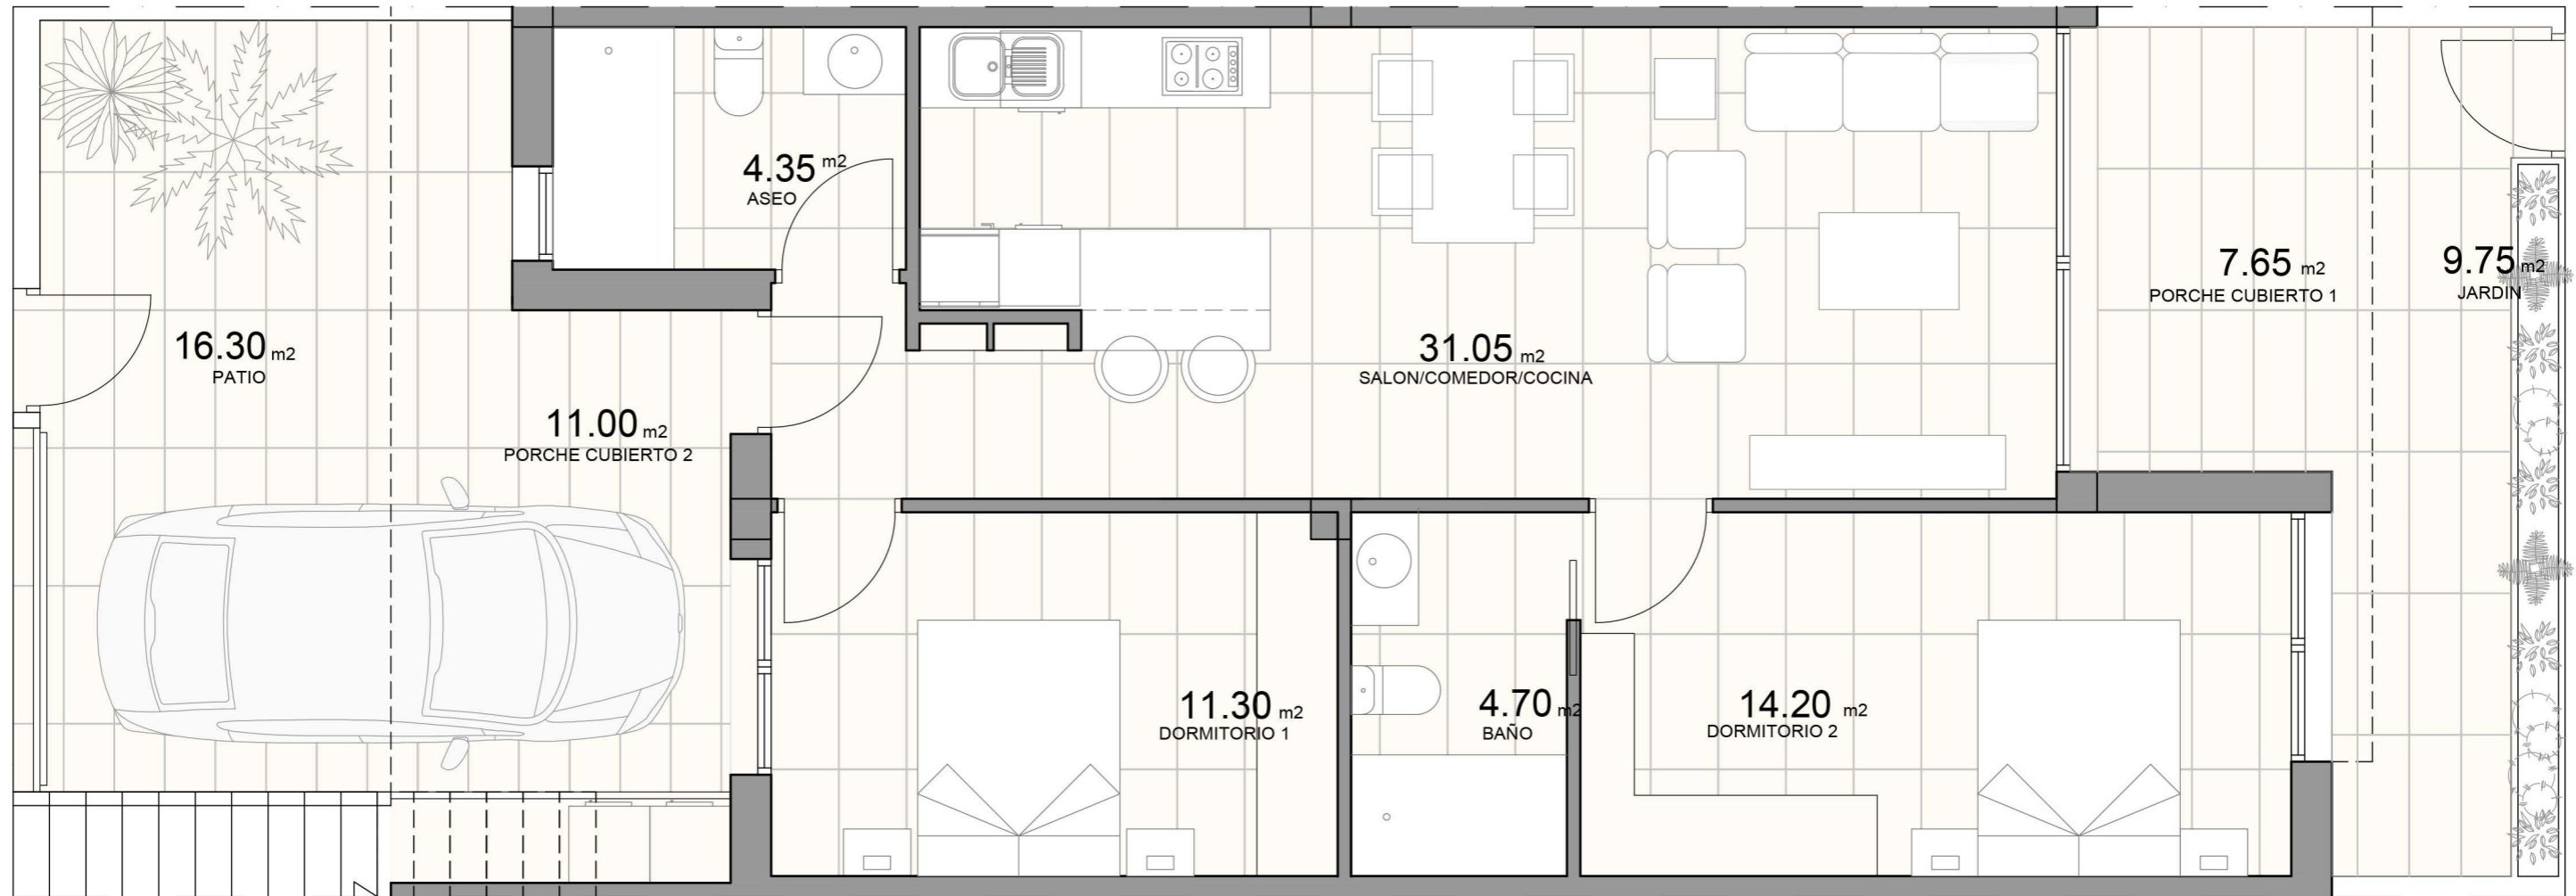 4.35 m2
ASEO
16.30 m2
PATIO
11.00 m2
PORCHE CUBIERTO 2
31.05 m2
SALON/COMEDOR/COCINA
7.65 m2
PORCHE CUBIERTO 1
9.75 m2
JARDIN
11.30 m2
DORMITORIO 1
4.70 m2
BAÑO
14.20 m2
DORMITORIO 2